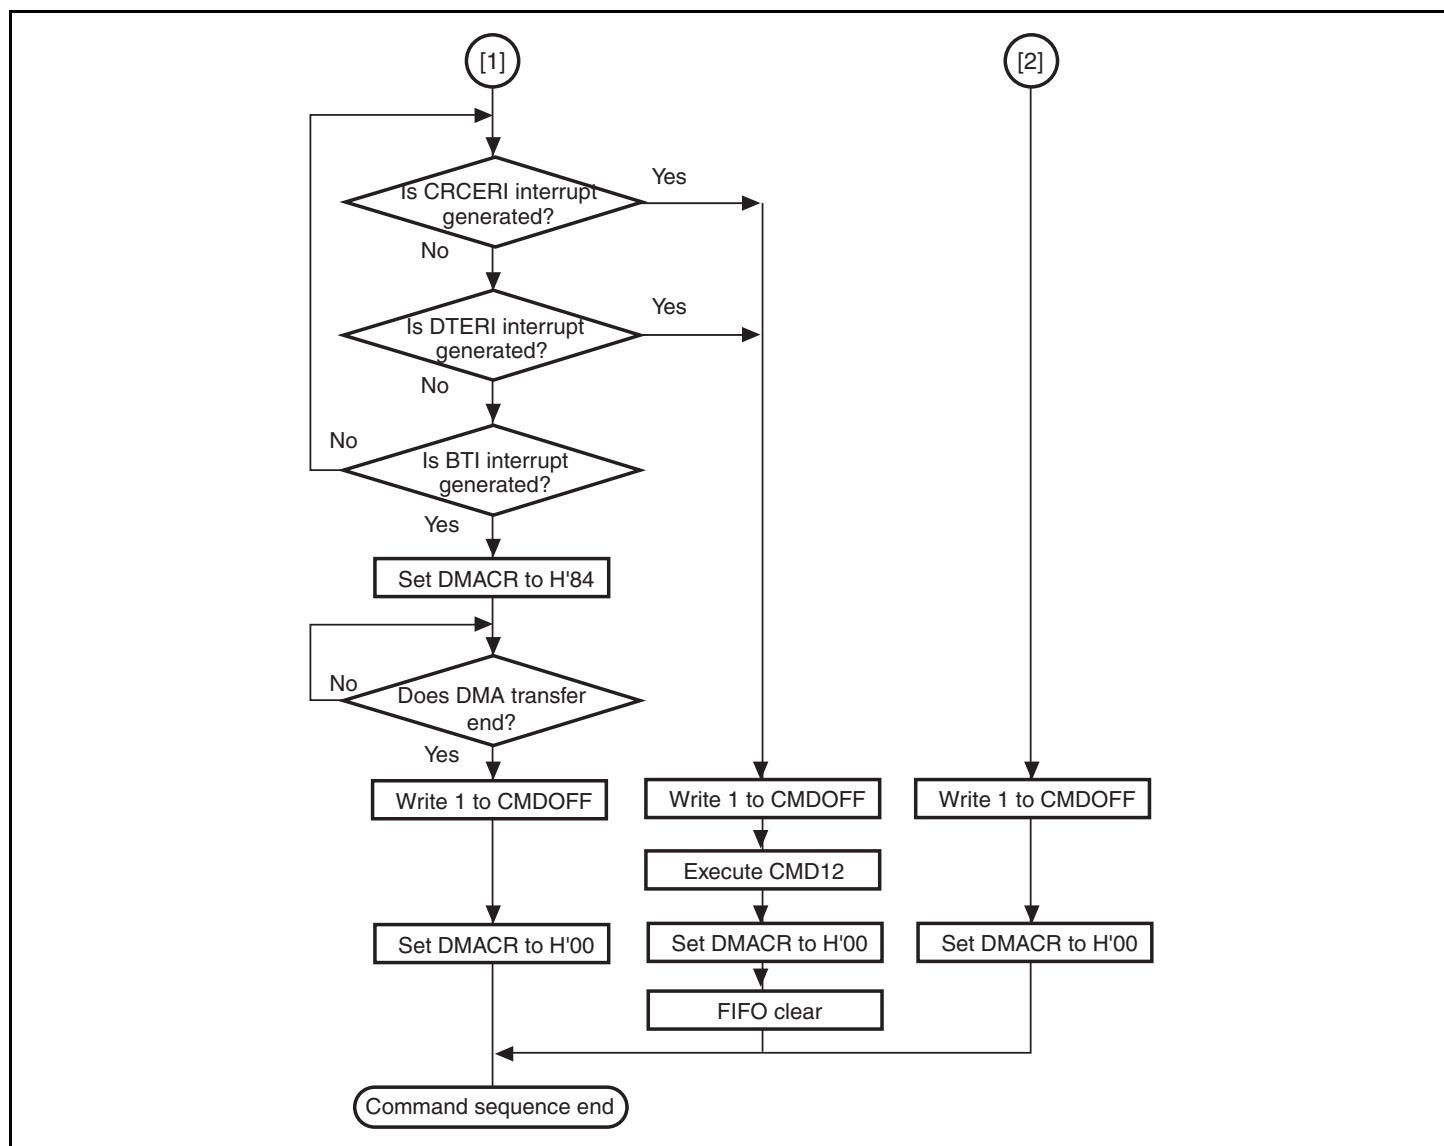 [1]
[2]
Is CRCERI interrupt
generated?
Yes
No
Is DTERI interrupt
generated?
Yes
No
No
Is BTI interrupt
generated?
Yes
Set DMACR to H'84
No
Does DMA transfer
end?
Yes
Write 1 to CMDOFF
Write 1 to CMDOFF
Write 1 to CMDOFF
Execute CMD12
Set DMACR to H'00
Set DMACR to H'00
Set DMACR to H'00
FIFO clear
Command sequence end